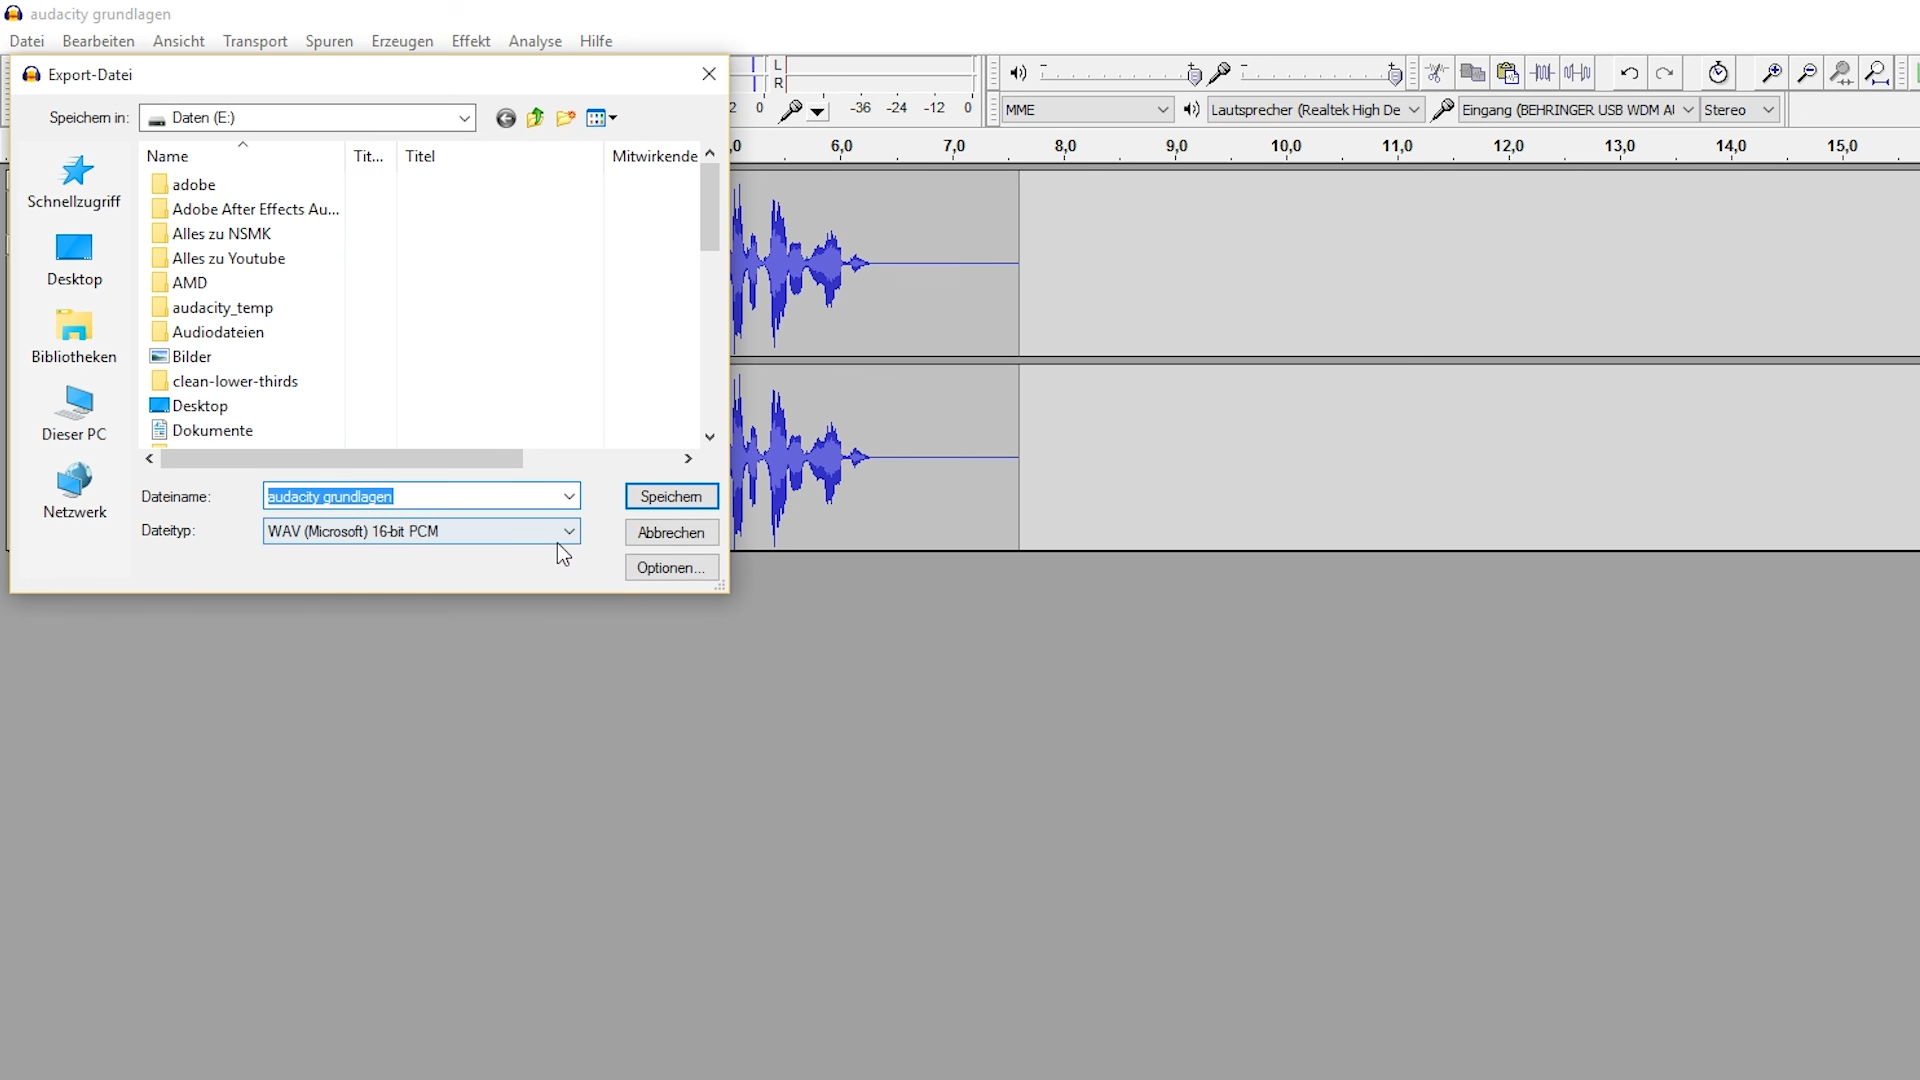 audacity grundlagen
Datei Bearbeiten Ansicht Transport Spuren Erzeugen Effekt Analyse Hilfe
Export-Datei
Speichern in: Daten (E:)
Name Tit... Titel Mitwirkende
adobe
Adobe After Effects Au...
Alles zu NSMK
Alles zu Youtube
AMD
audacity_temp
Audiodateien
Bilder
clean-lower-thirds
Desktop
Dokumente
Schnellzugriff
Desktop
Bibliotheken
Dieser PC
Netzwerk
Dateiname: audacity grundlagen Speichern
Dateityp: WAV (Microsoft) 16-bit PCM Abbrechen
Optionen...
L
R
2 0 -36 -24 -12 0
MME Lautsprecher (Realtek High De Eingang (BEHRINGER USB WDM AI Stereo
,0 6,0 7,0 8,0 9,0 10,0 11,0 12,0 13,0 14,0 15,0